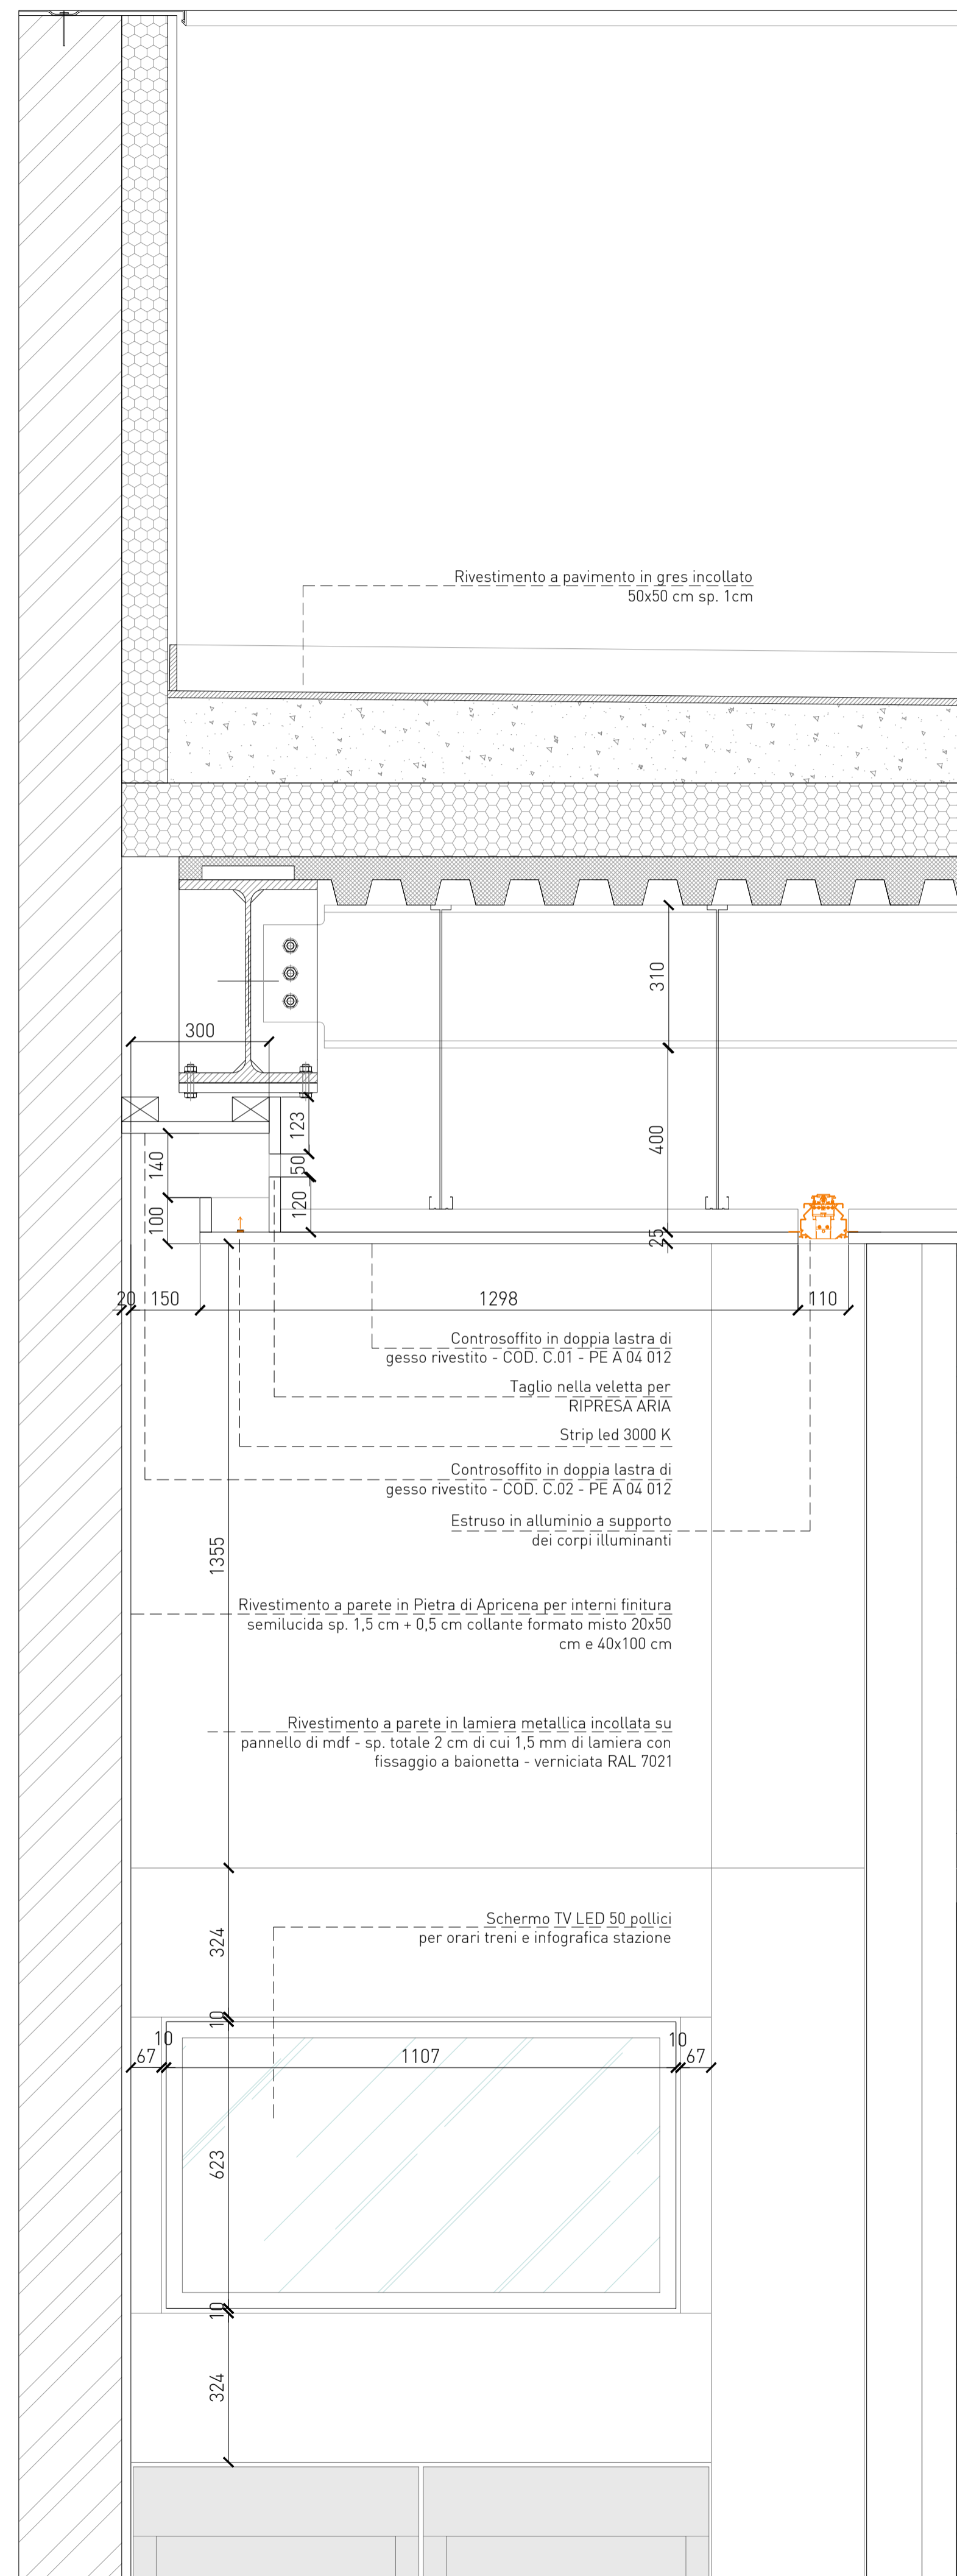 Rivestimento a pavimento in gres incollato
50x50 cm sp. 1cm
310
300
123
400
140
50
120
100
25
20 150 1298 110
Controsoffitto in doppia lastra di
gesso rivestito - COD. C.01 - PE A 04 012
Taglio nella veletta per
RIPRESA ARIA
Strip led 3000 K
Controsoffitto in doppia lastra di
gesso rivestito - COD. C.02 - PE A 04 012
Estruso in alluminio a supporto
dei corpi illuminanti
1355
Rivestimento a parete in Pietra di Apricena per interni finitura
semilucida sp. 1,5 cm + 0,5 cm collante formato misto 20x50
cm e 40x100 cm
Rivestimento a parete in lamiera metallica incollata su
pannello di mdf - sp. totale 2 cm di cui 1,5 mm di lamiera con
fissaggio a baionetta - verniciata RAL 7021
Schermo TV LED 50 pollici
per orari treni e infografica stazione
324
10
10 10
67 1107 67
623
10
324